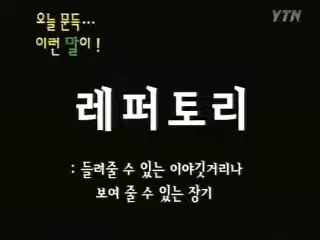 오늘 문득…
이런 말이 !
YTN
레퍼토리
: 들려줄 수 있는 이야깃거리나
보여 줄 수 있는 장기